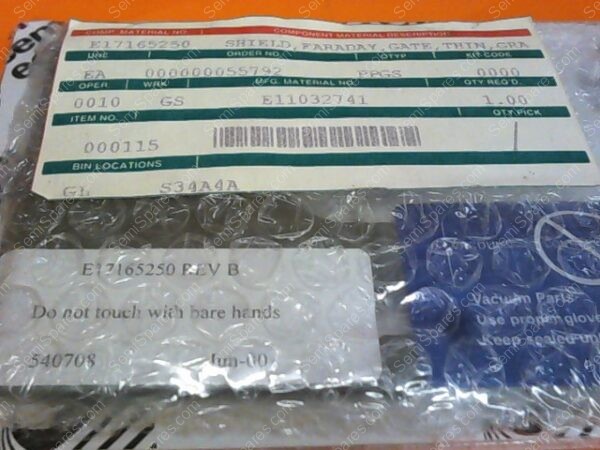 COMP. MATERIAL NO. COMPONENT MATERIAL DESCRIPTION
E17165250 SHIELD,FARADAY,GATE,THIN,GRA
ORDER NO. QTYP KIT CODE
EA 000000055792 PPGS 0000
OPER WRK MFG. MATERIAL NO. QTY REQ'D.
0010 GS E11032741 1.00
ITEM NO. QTY PICK
000115
BIN LOCATIONS
GL S34A4A
E17165250 REV B
Do not touch with bare hands
540708 Jun-00
Vacuum Parts
Use proper glove
Keep sealed un